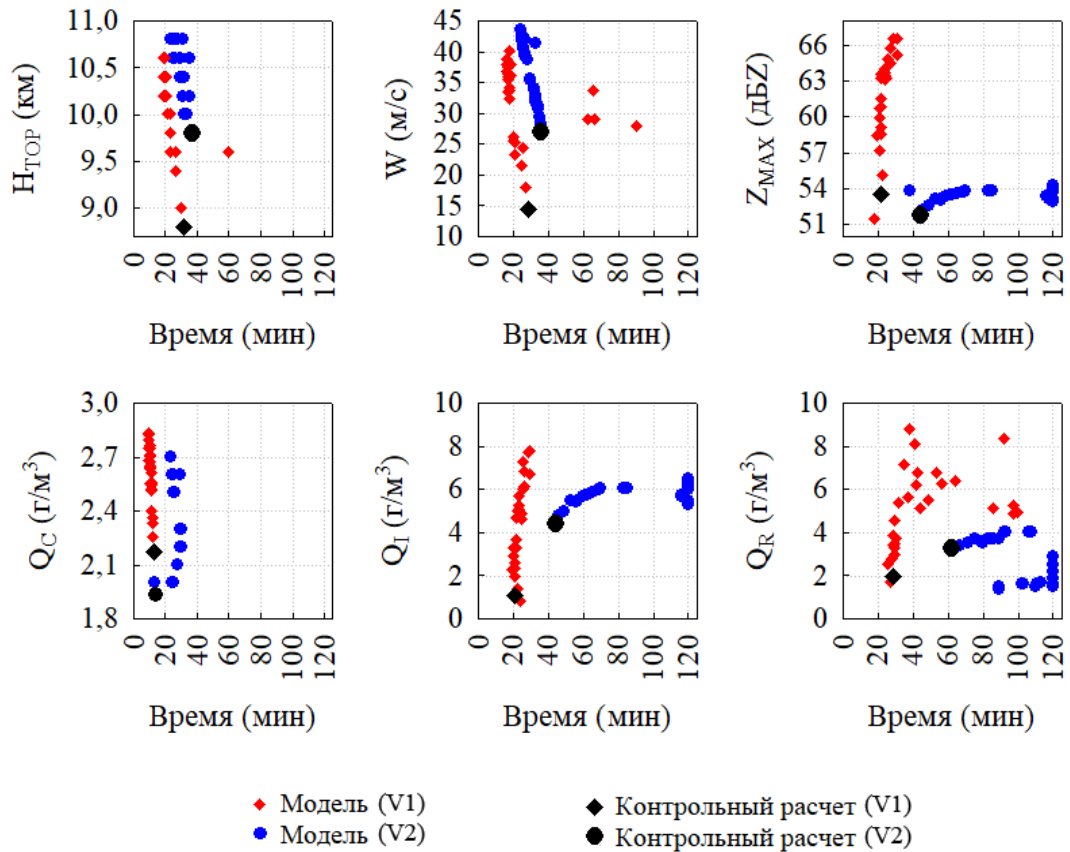 11,0
10,5
10,0
9,5
9,0
H_TOP (км)
0 20 40 60 80 100 120
Время (мин)
45
40
35
30
25
20
15
10
W (м/с)
0 20 40 60 80 100 120
Время (мин)
66
63
60
57
54
51
Z_MAX (дБZ)
0 20 40 60 80 100 120
Время (мин)
3,0
2,7
2,4
2,1
1,8
Q_C (г/м³)
0 20 40 60 80 100 120
Время (мин)
10
8
6
4
2
0
Q_I (г/м³)
0 20 40 60 80 100 120
Время (мин)
10
8
6
4
2
0
Q_R (г/м³)
0 20 40 60 80 100 120
Время (мин)
Модель (V1)
Модель (V2)
Контрольный расчет (V1)
Контрольный расчет (V2)